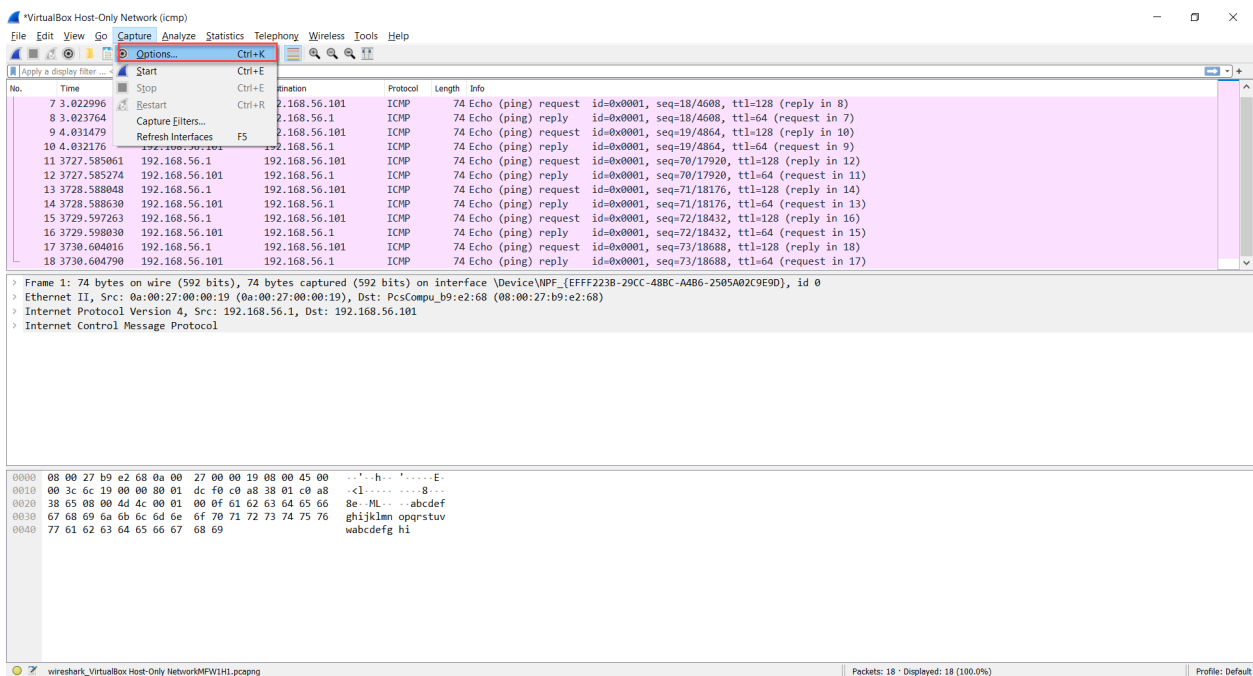 *VirtualBox Host-Only Network (icmp)
File Edit View Go Capture Analyze Statistics Telephony Wireless Tools Help
Options... Ctrl+K
Apply a display filter ...
Start Ctrl+E
Stop Ctrl+E
Restart Ctrl+R
Capture Filters...
Refresh Interfaces F5
No. Time stination Protocol Length Info
7 3.022996 2.168.56.101 ICMP 74 Echo (ping) request id=0x0001, seq=18/4608, ttl=128 (reply in 8)
8 3.023764 2.168.56.1 ICMP 74 Echo (ping) reply id=0x0001, seq=18/4608, ttl=64 (request in 7)
9 4.031479 2.168.56.101 ICMP 74 Echo (ping) request id=0x0001, seq=19/4864, ttl=128 (reply in 10)
10 4.032176 192.168.56.101 192.168.56.1 ICMP 74 Echo (ping) reply id=0x0001, seq=19/4864, ttl=64 (request in 9)
11 3727.585061 192.168.56.1 192.168.56.101 ICMP 74 Echo (ping) request id=0x0001, seq=70/17920, ttl=128 (reply in 12)
12 3727.585274 192.168.56.101 192.168.56.1 ICMP 74 Echo (ping) reply id=0x0001, seq=70/17920, ttl=64 (request in 11)
13 3728.588048 192.168.56.1 192.168.56.101 ICMP 74 Echo (ping) request id=0x0001, seq=71/18176, ttl=128 (reply in 14)
14 3728.588630 192.168.56.101 192.168.56.1 ICMP 74 Echo (ping) reply id=0x0001, seq=71/18176, ttl=64 (request in 13)
15 3729.597263 192.168.56.1 192.168.56.101 ICMP 74 Echo (ping) request id=0x0001, seq=72/18432, ttl=128 (reply in 16)
16 3729.598030 192.168.56.101 192.168.56.1 ICMP 74 Echo (ping) reply id=0x0001, seq=72/18432, ttl=64 (request in 15)
17 3730.604016 192.168.56.1 192.168.56.101 ICMP 74 Echo (ping) request id=0x0001, seq=73/18688, ttl=128 (reply in 18)
18 3730.604790 192.168.56.101 192.168.56.1 ICMP 74 Echo (ping) reply id=0x0001, seq=73/18688, ttl=64 (request in 17)
> Frame 1: 74 bytes on wire (592 bits), 74 bytes captured (592 bits) on interface \Device\NPF_{EFFF223B-29CC-48BC-A4B6-2505A02C9E9D}, id 0
> Ethernet II, Src: 0a:00:27:00:00:19 (0a:00:27:00:00:19), Dst: PcsCompu_b9:e2:68 (08:00:27:b9:e2:68)
> Internet Protocol Version 4, Src: 192.168.56.1, Dst: 192.168.56.101
> Internet Control Message Protocol
0000 08 00 27 b9 e2 68 0a 00 27 00 00 19 08 00 45 00 ··'··h·· '·····E·
0010 00 3c 6c 19 00 00 80 01 dc f0 c0 a8 38 01 c0 a8 ·<l····· ····8···
0020 38 65 08 00 4d 4c 00 01 00 0f 61 62 63 64 65 66 8e··ML·· ··abcdef
0030 67 68 69 6a 6b 6c 6d 6e 6f 70 71 72 73 74 75 76 ghijklmn opqrstuv
0040 77 61 62 63 64 65 66 67 68 69 wabcdefg hi
wireshark_VirtualBox Host-Only NetworkMFW1H1.pcapng Packets: 18 · Displayed: 18 (100.0%) Profile: Default